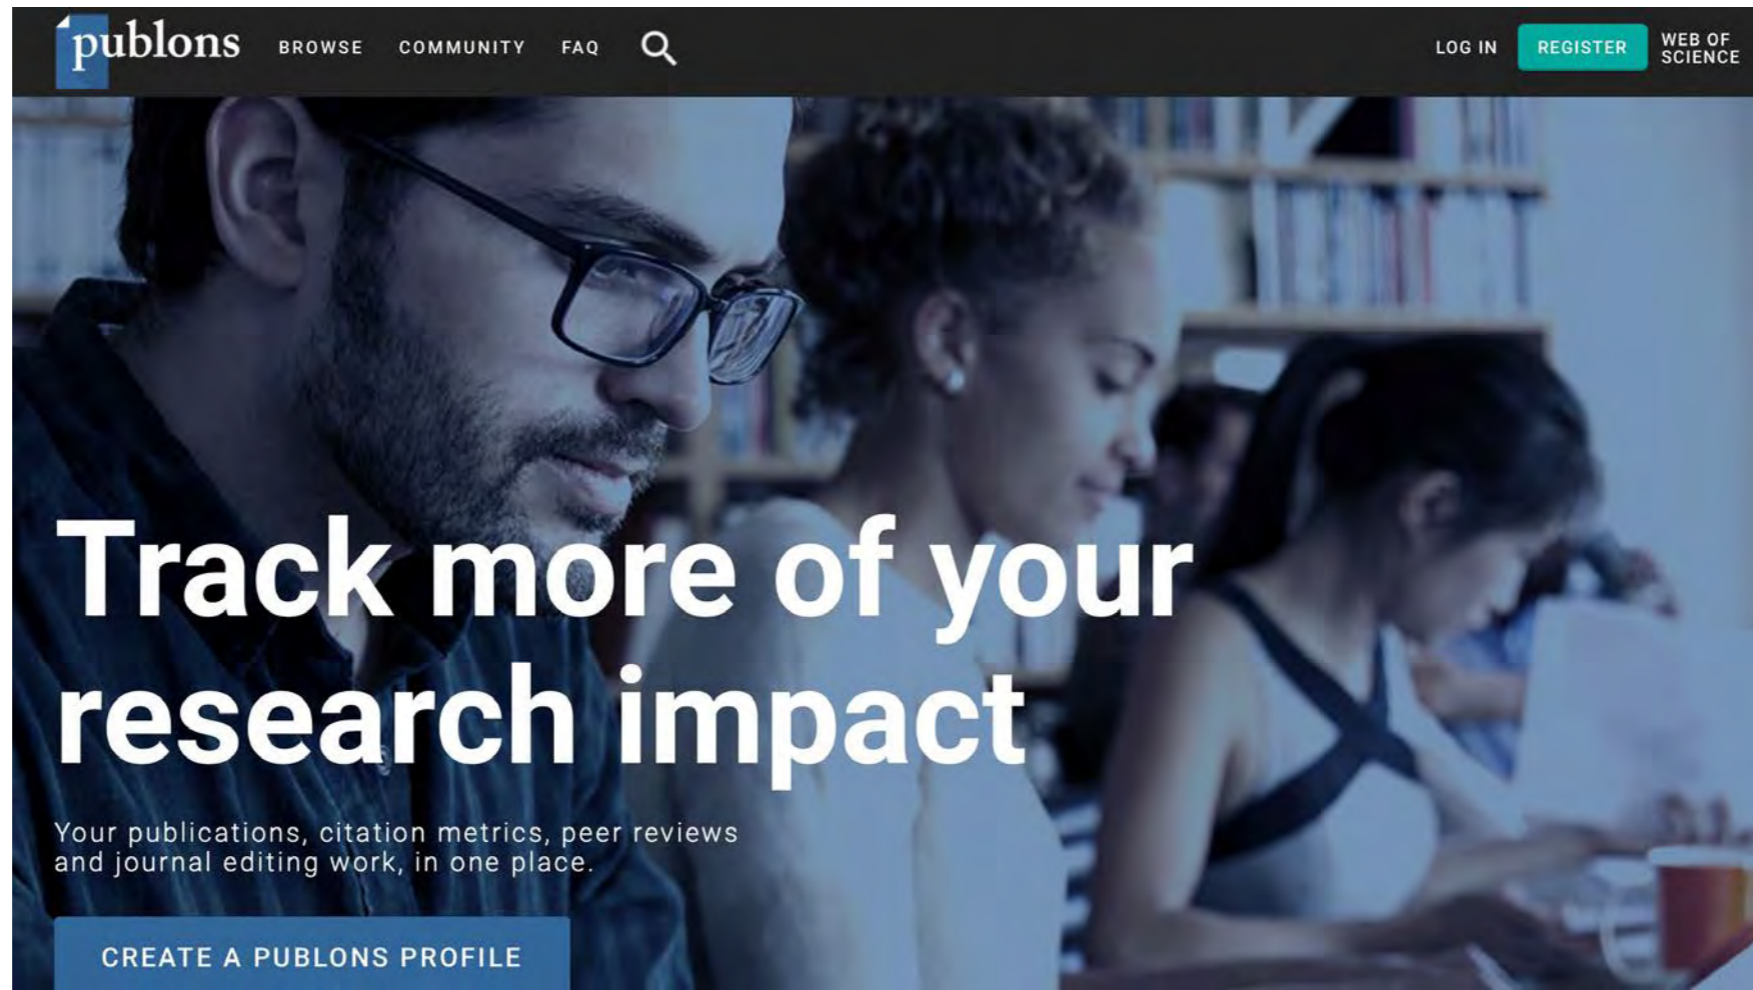 publons
BROWSE COMMUNITY FAQ
LOG IN REGISTER WEB OF
SCIENCE
Track more of your
research impact
Your publications, citation metrics, peer reviews
and journal editing work, in one place.
CREATE A PUBLONS PROFILE